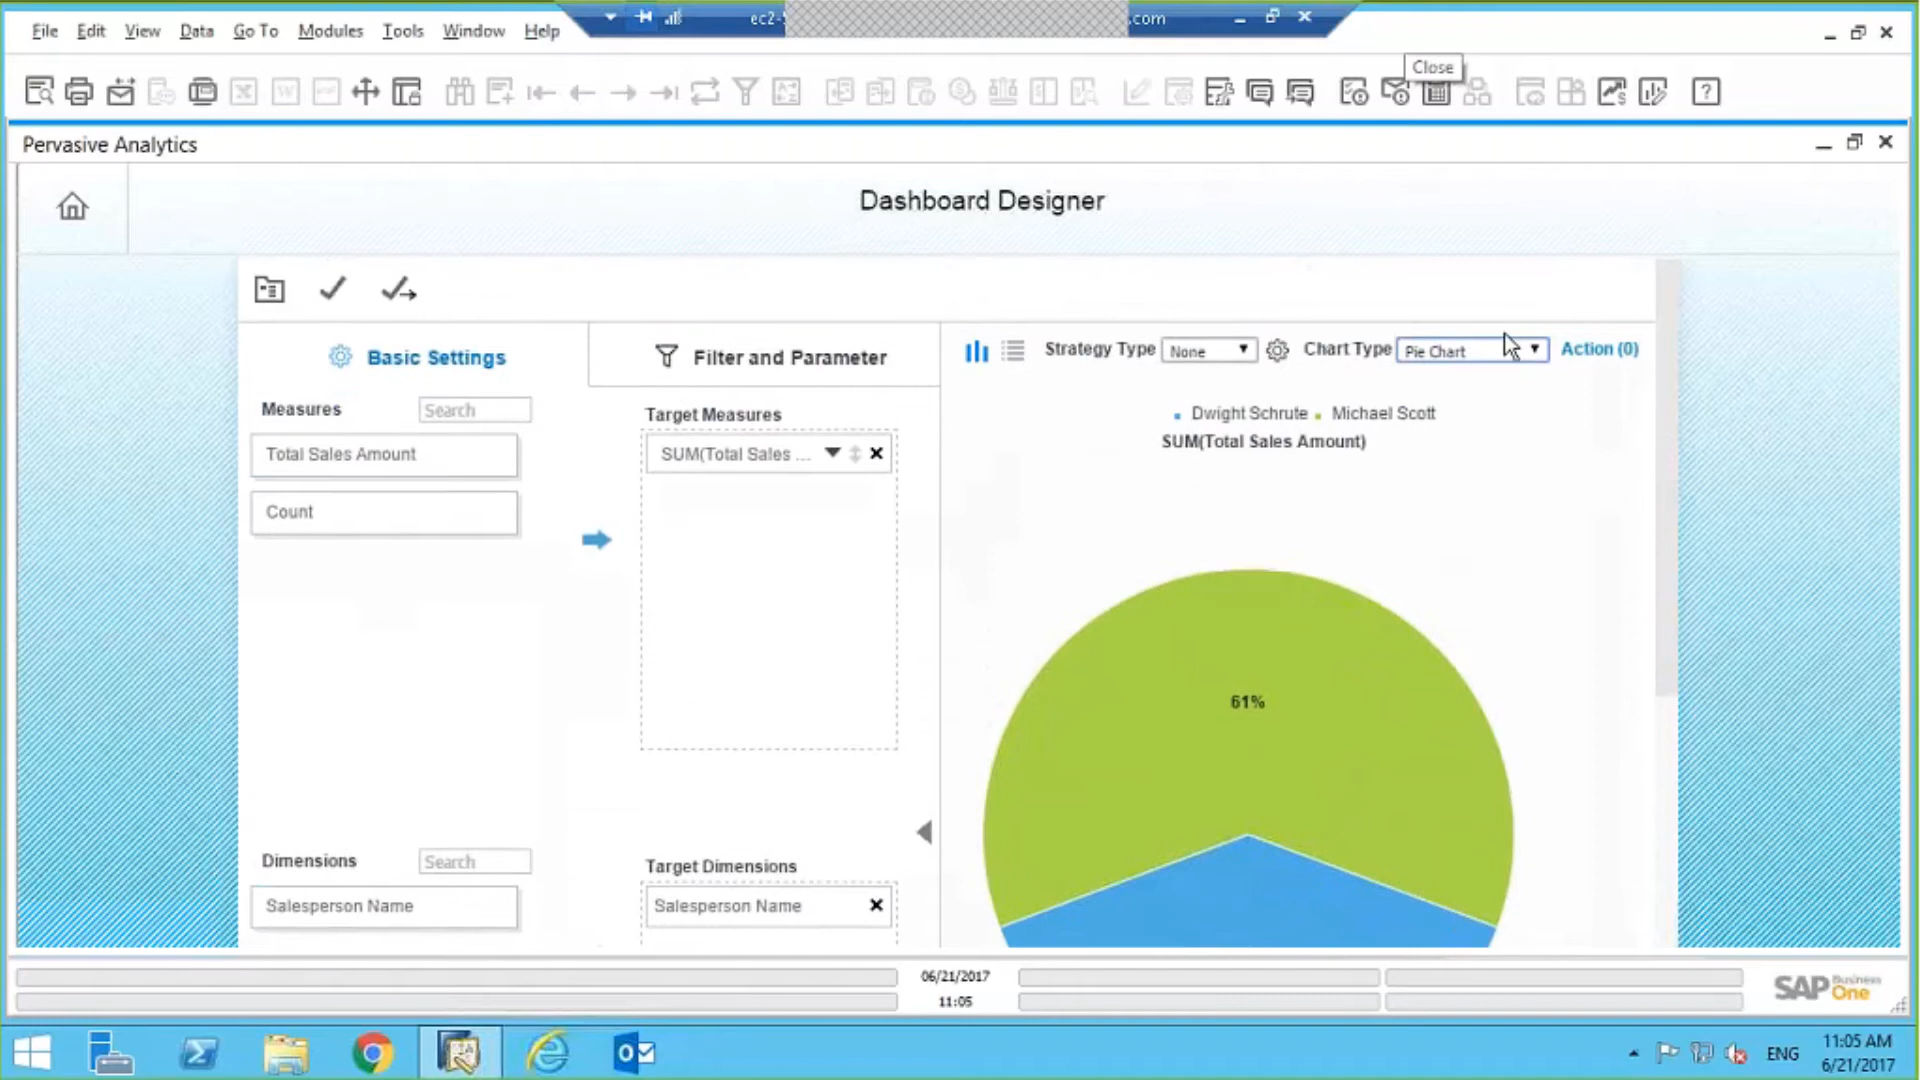 ec2-5
.com
File Edit View Data Go To Modules Tools Window Help
Close
Pervasive Analytics
Dashboard Designer
Basic Settings
Filter and Parameter
Strategy Type None
Chart Type Pie Chart
Action (0)
Measures Search
Total Sales Amount
Count
Target Measures
SUM(Total Sales ...
Dwight Schrute Michael Scott
SUM(Total Sales Amount)
61%
Dimensions Search
Salesperson Name
Target Dimensions
Salesperson Name
06/21/2017
11:05
SAP Business
One
ENG
11:05 AM
6/21/2017